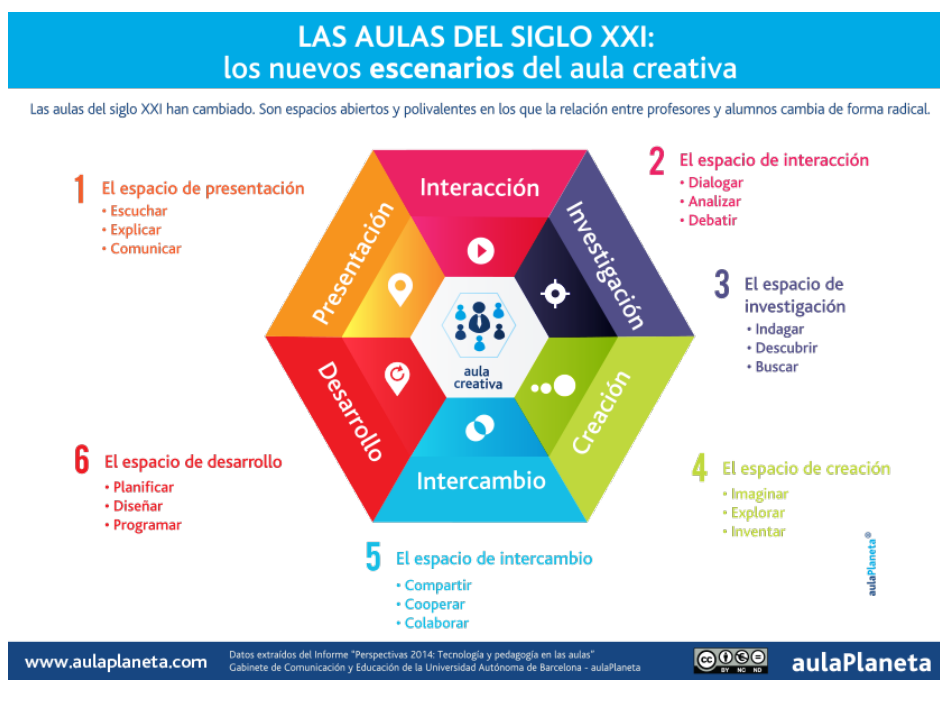 LAS AULAS DEL SIGLO XXI:
los nuevos escenarios del aula creativa
Las aulas del siglo XXI han cambiado. Son espacios abiertos y polivalentes en los que la relación entre profesores y alumnos cambia de forma radical.
1 El espacio de presentación
• Escuchar
• Explicar
• Comunicar
2 El espacio de interacción
• Dialogar
• Analizar
• Debatir
3 El espacio de
investigación
• Indagar
• Descubrir
• Buscar
4 El espacio de creación
• Imaginar
• Explorar
• Inventar
5 El espacio de intercambio
• Compartir
• Cooperar
• Colaborar
6 El espacio de desarrollo
• Planificar
• Diseñar
• Programar
Presentación
Interacción
Investigación
Creación
Intercambio
Desarrollo
aula
creativa
aulaPlaneta®
www.aulaplaneta.com
Datos extraídos del Informe "Perspectivas 2014: Tecnología y pedagogía en las aulas"
Gabinete de Comunicación y Educación de la Universidad Autónoma de Barcelona - aulaPlaneta
cc
BY NC ND
aulaPlaneta